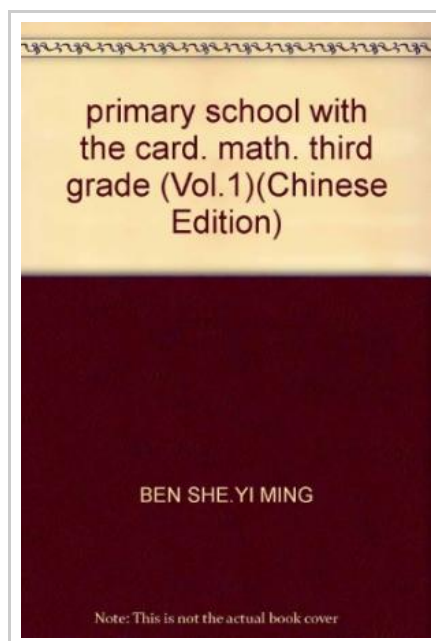 primary school with
the card. math. third
grade (Vol.1)(Chinese
Edition)
BEN SHE.YI MING
Note: This is not the actual book cover